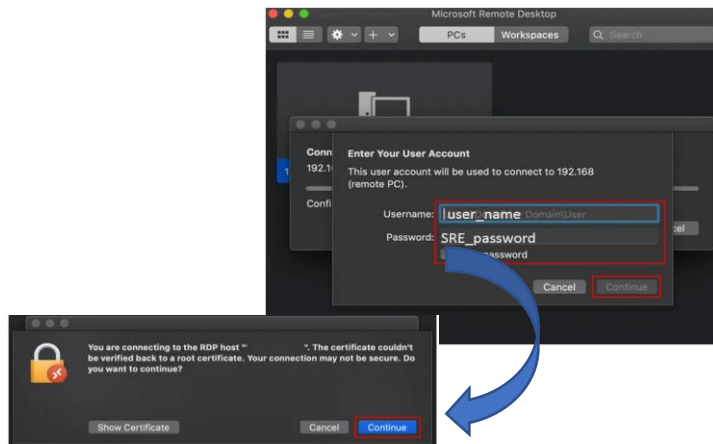 Microsoft Remote Desktop
PCs
Workspaces
Search
Conn
192.1
Confi
Enter Your User Account
This user account will be used to connect to 192.168
(remote PC).
Username: user_name Domain\User
Password: SRE_password
password
Cancel
Continue
You are connecting to the RDP host "            ". The certificate couldn't
be verified back to a root certificate. Your connection may not be secure. Do
you want to continue?
Show Certificate
Cancel
Continue